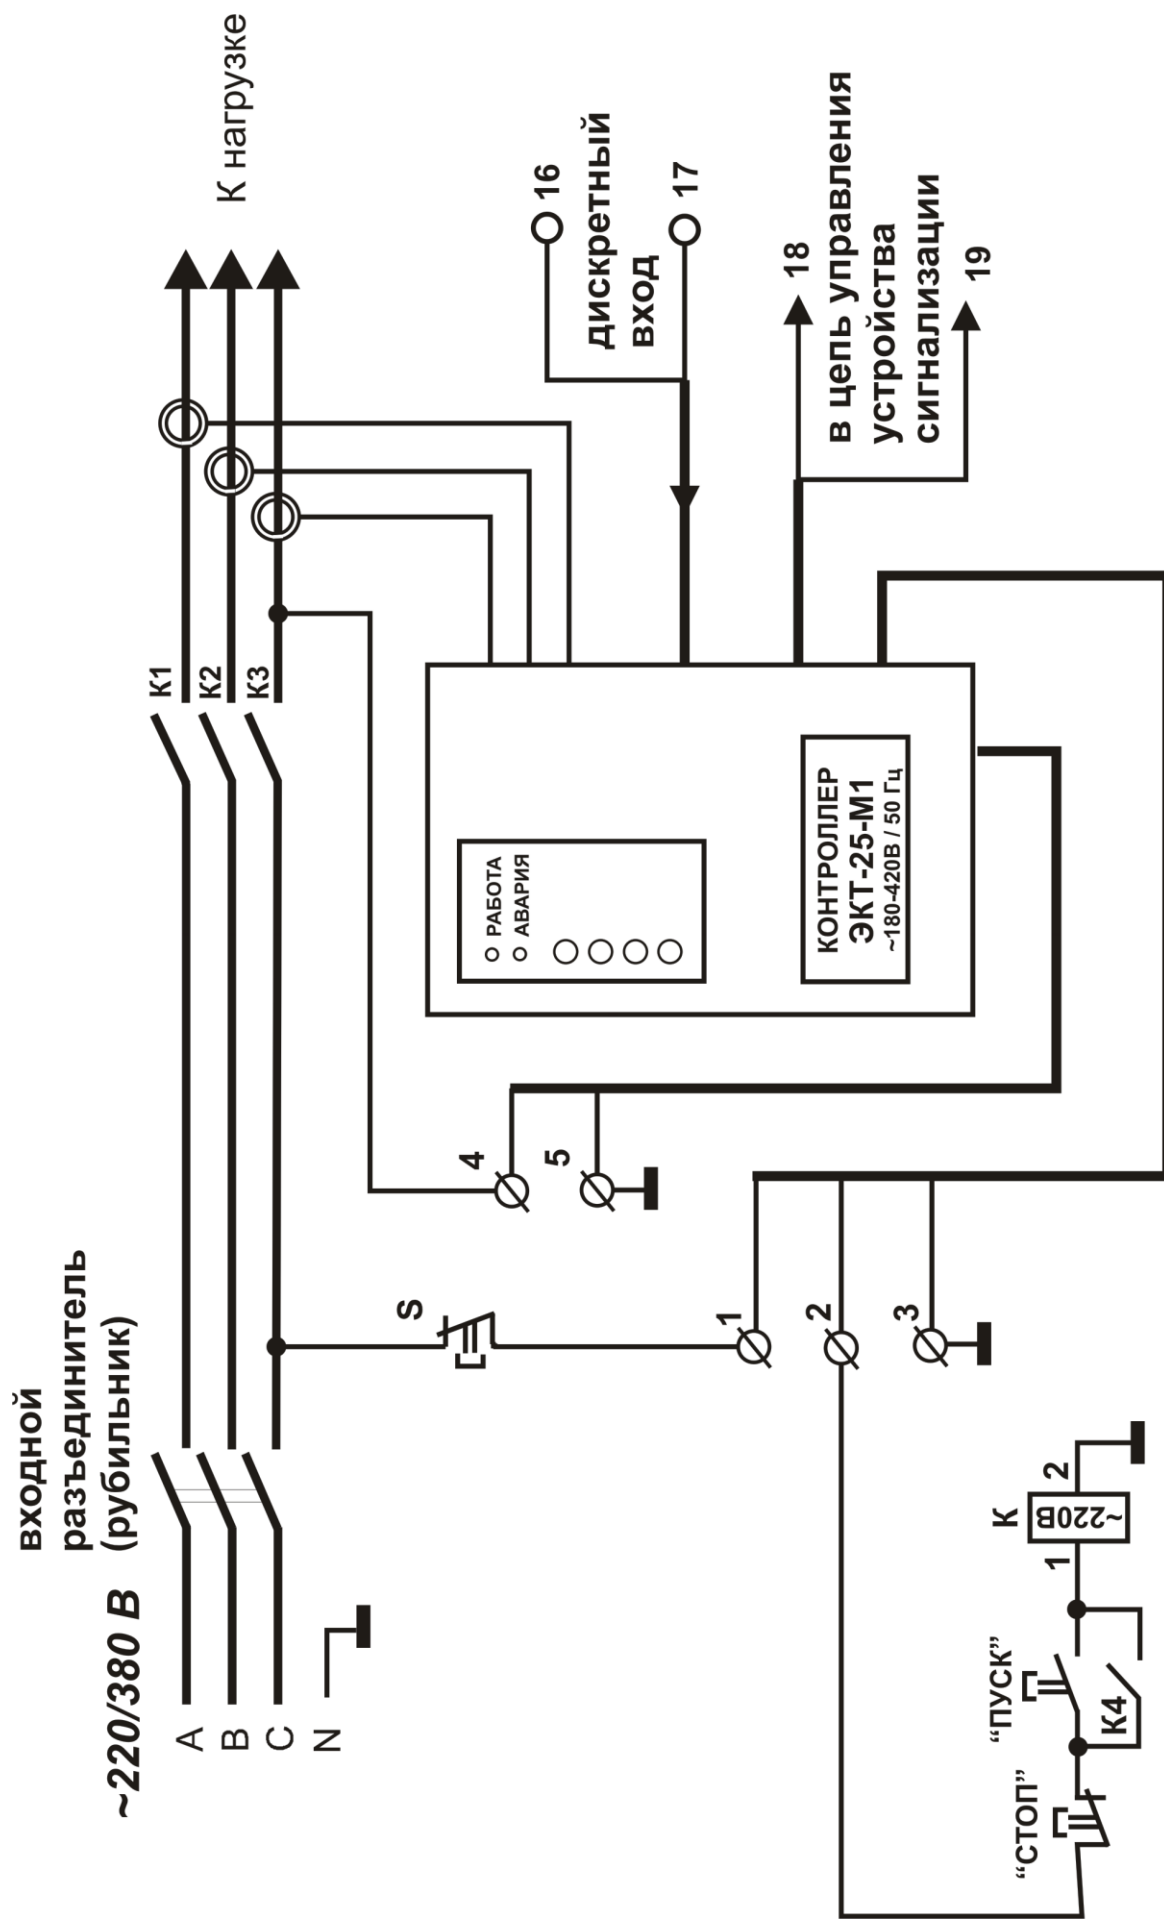 входной
разъединитель
(рубильник)
~220/380 В
А
В
С
N
К1
К2
К3
К нагрузке
S
4
5
1
2
3
РАБОТА
АВАРИЯ
КОНТРОЛЛЕР
ЭКТ-25-М1
~180-420В / 50 Гц
16
дискретный
вход
17
18
в цепь управления
устройства
сигнализации
19
“СТОП”
“ПУСК”
К4
1
К
~220В
2